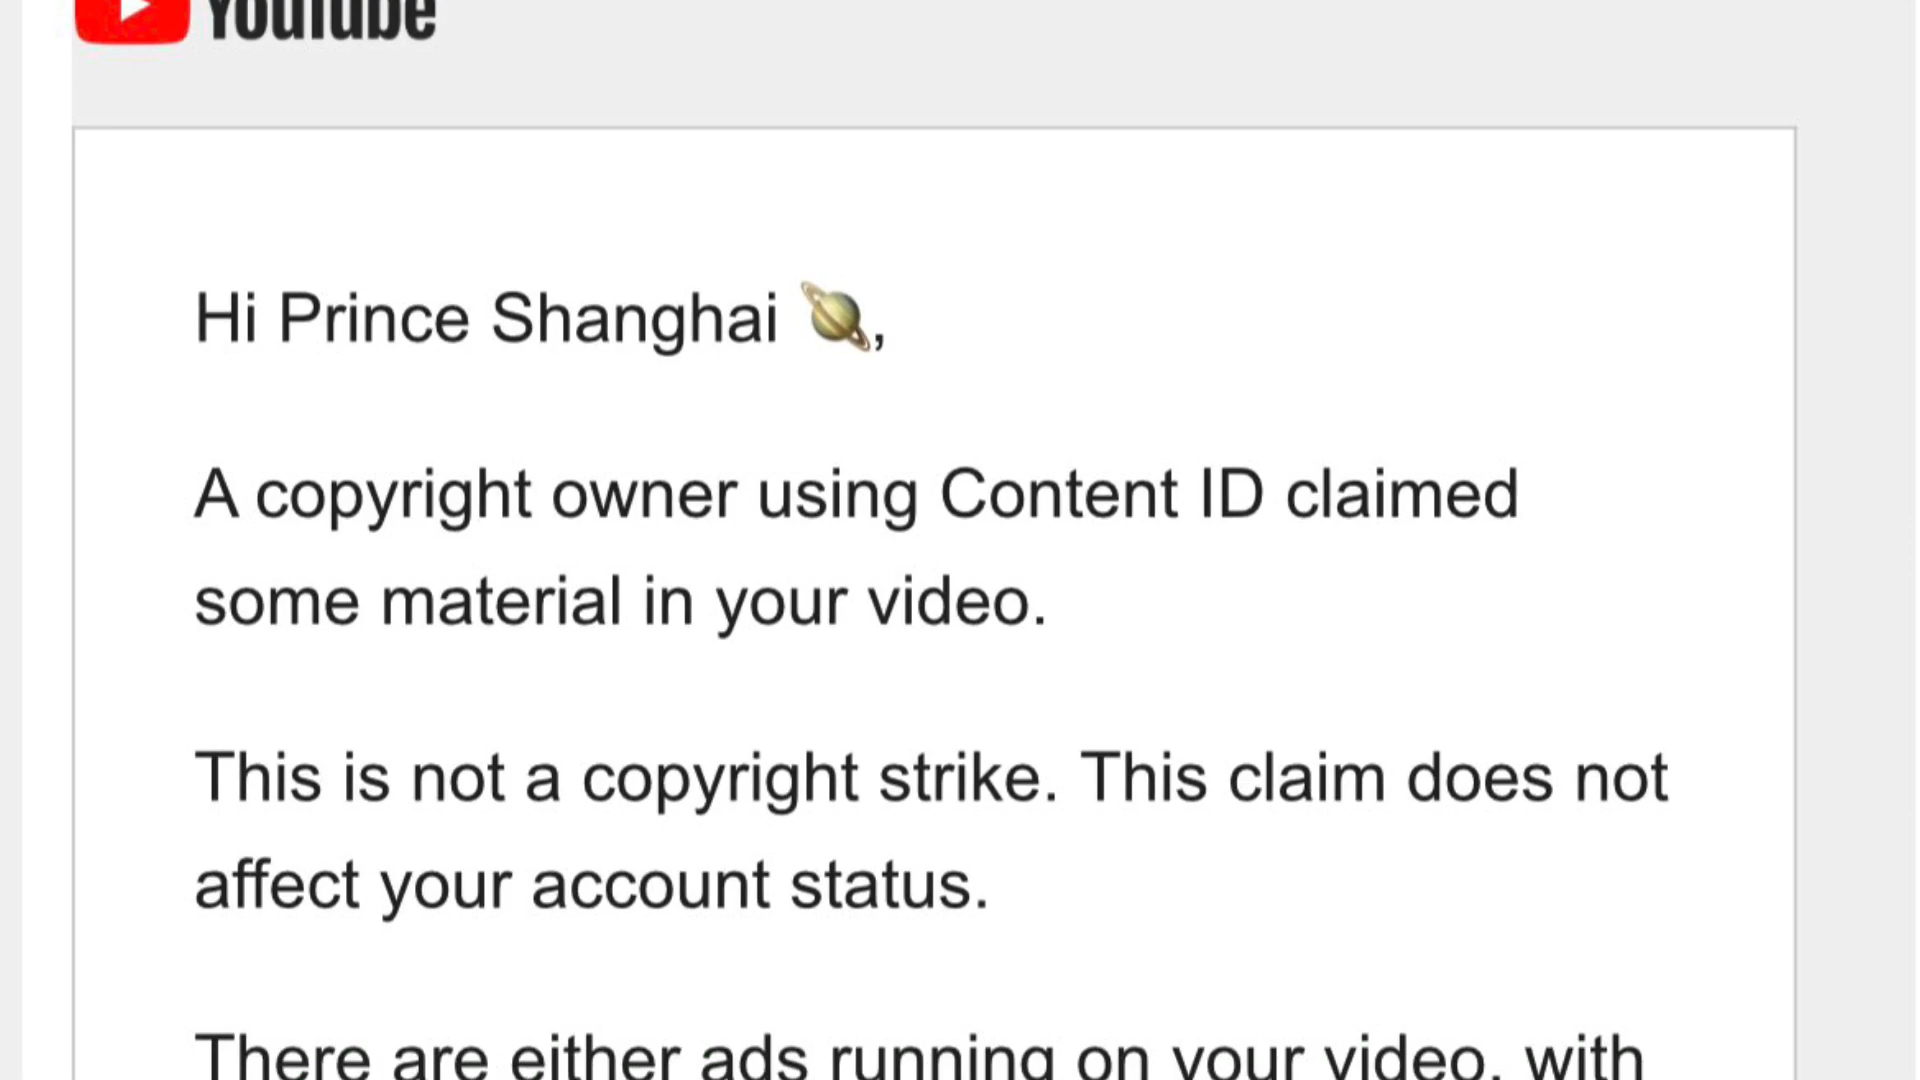 YouTube
Hi Prince Shanghai 🪐,
A copyright owner using Content ID claimed
some material in your video.
This is not a copyright strike. This claim does not
affect your account status.
There are either ads running on your video, with